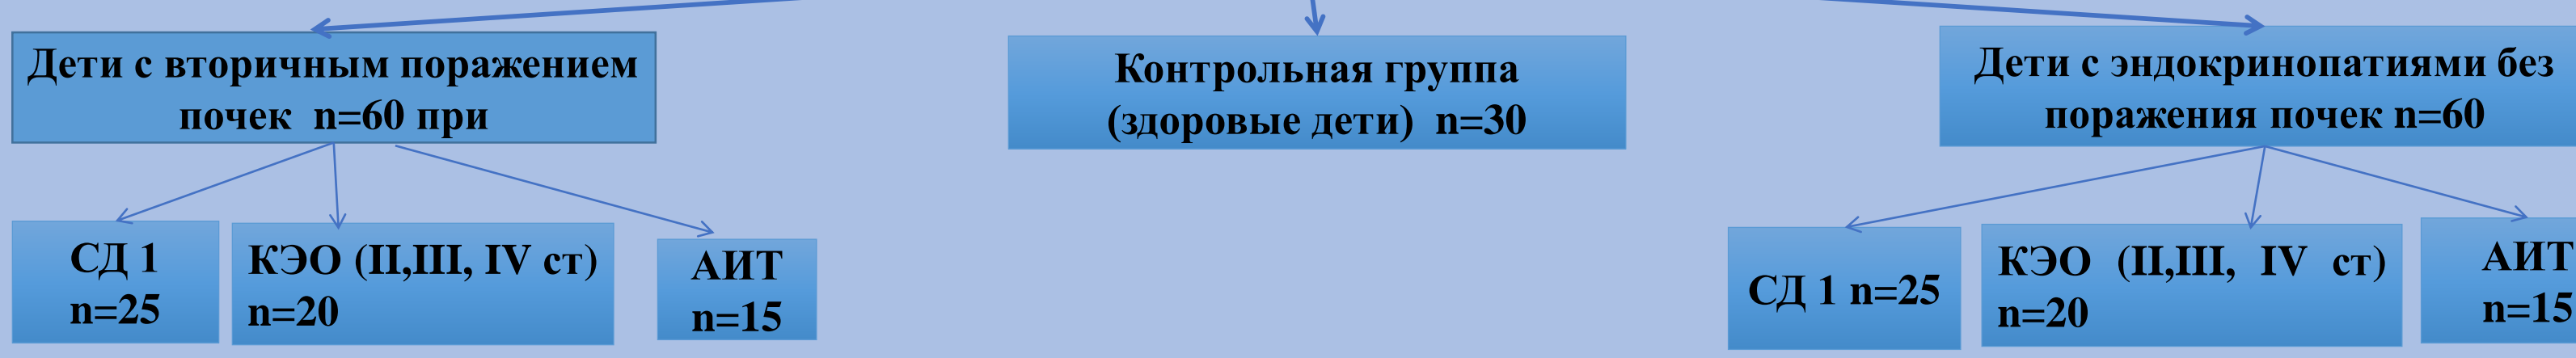 Дети с вторичным поражением
почек n=60 при
Контрольная группа
(здоровые дети) n=30
Дети с эндокринопатиями без
поражения почек n=60
СД 1
n=25
КЭО (II,III, IV ст)
n=20
АИТ
n=15
СД 1 n=25
КЭО (II,III, IV ст)
n=20
АИТ
n=15